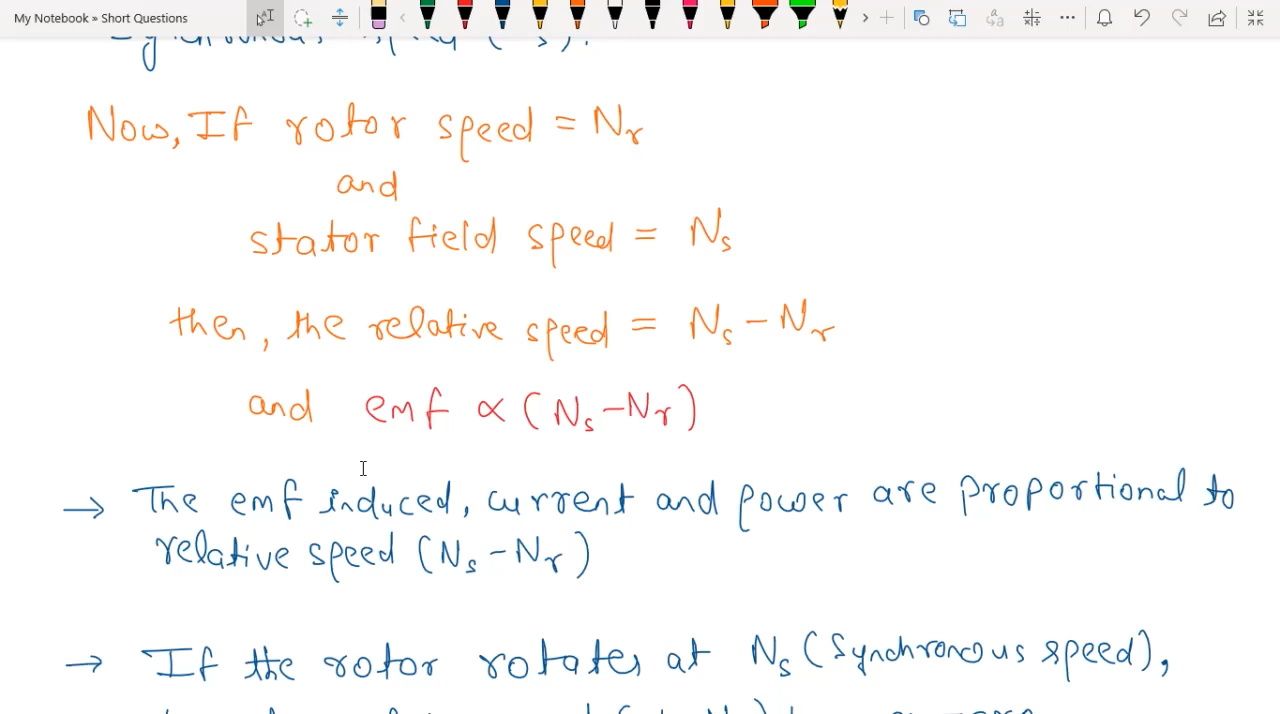 My Notebook » Short Questions
Now, If rotor speed = Nr
and
stator field speed = Ns
then, the relative speed = Ns - Nr
and emf ∝ (Ns - Nr)
→ The emf induced, current and power are proportional to
relative speed (Ns - Nr)
→ If the rotor rotates at Ns (Synchronous speed),